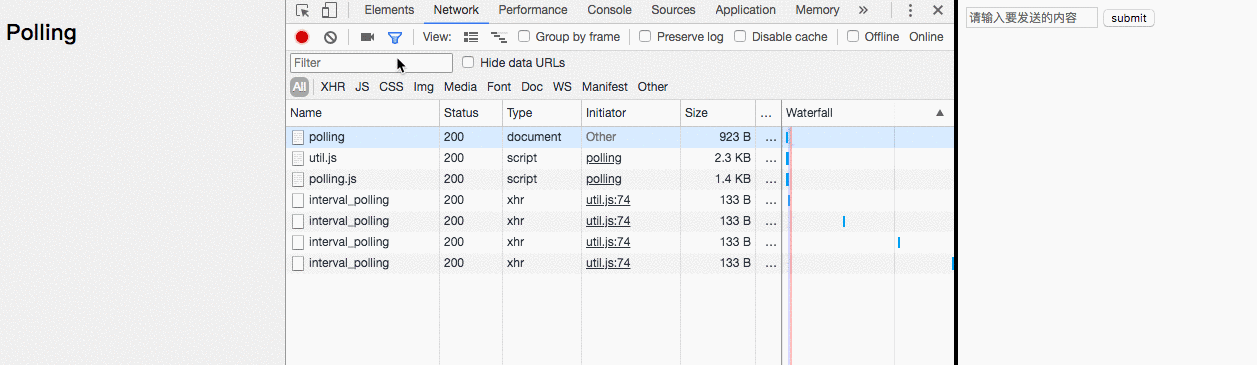 Polling
Elements Network Performance Console Sources Application Memory »
View: Group by frame Preserve log Disable cache Offline Online
Filter Hide data URLs
All XHR JS CSS Img Media Font Doc WS Manifest Other
Name Status Type Initiator Size ... Waterfall
polling 200 document Other 923 B ...
util.js 200 script polling 2.3 KB ...
polling.js 200 script polling 1.4 KB ...
interval_polling 200 xhr util.js:74 133 B ...
interval_polling 200 xhr util.js:74 133 B ...
interval_polling 200 xhr util.js:74 133 B ...
interval_polling 200 xhr util.js:74 133 B ...
请输入要发送的内容 submit